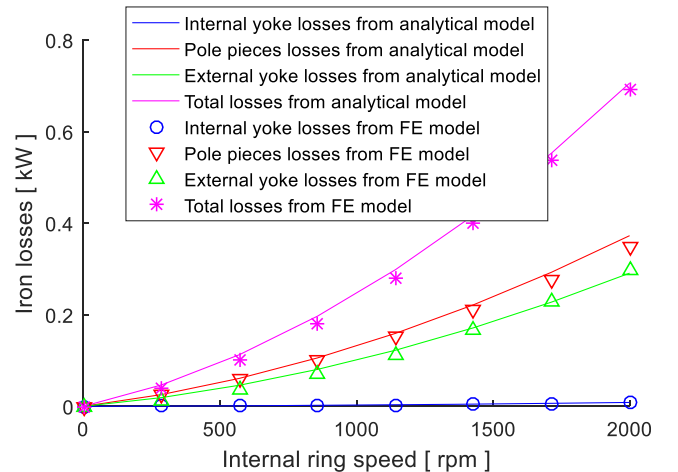 Internal yoke losses from analytical model
Pole pieces losses from analytical model
External yoke losses from analytical model
Total losses from analytical model
Internal yoke losses from FE model
Pole pieces losses from FE model
External yoke losses from FE model
Total losses from FE model
0.8
0.6
0.4
0.2
0
Iron losses [ kW ]
0 500 1000 1500 2000
Internal ring speed [ rpm ]